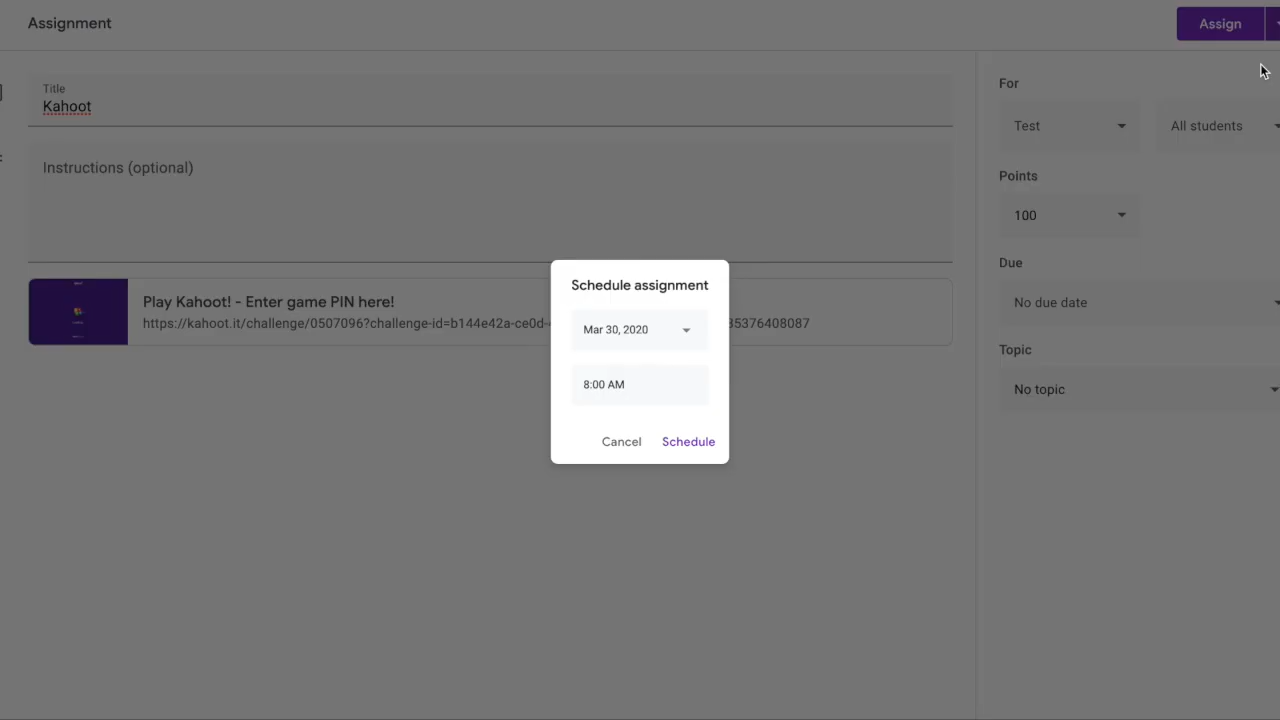 Assignment
Assign
Title
Kahoot
Instructions (optional)
Play Kahoot! - Enter game PIN here!
https://kahoot.it/challenge/0507096?challenge-id=b144e42a-ce0d- 35376408087
For
Test
All students
Points
100
Due
No due date
Topic
No topic
Schedule assignment
Mar 30, 2020
8:00 AM
Cancel Schedule